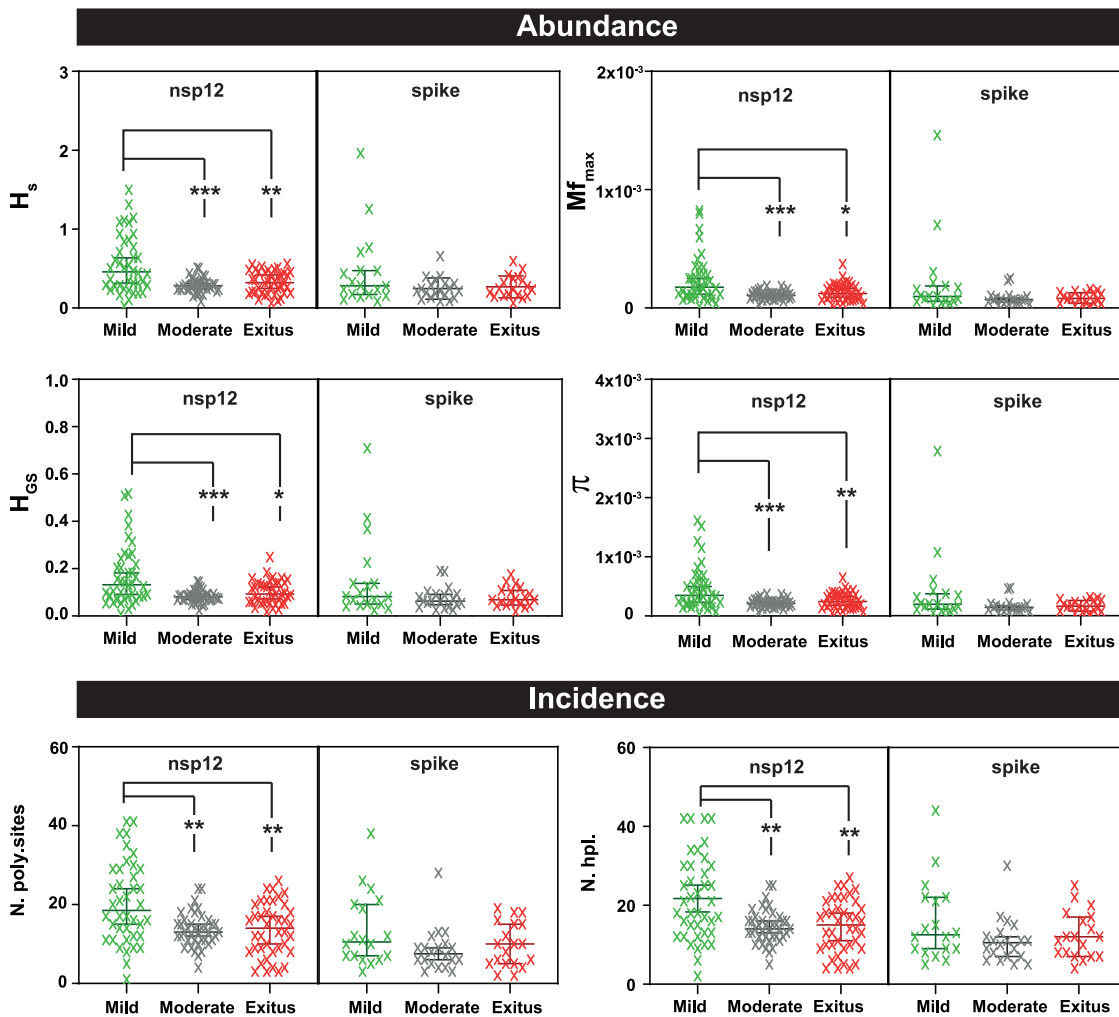 Abundance
H_s
3
2
1
0
nsp12
spike
***
**
Mild Moderate Exitus Mild Moderate Exitus
Mf_max
2x10⁻³
1x10⁻³
0
nsp12
spike
***
*
Mild Moderate Exitus Mild Moderate Exitus
H_GS
1.0
0.8
0.6
0.4
0.2
0.0
nsp12
spike
***
*
Mild Moderate Exitus Mild Moderate Exitus
π
4x10⁻³
3x10⁻³
2x10⁻³
1x10⁻³
0
nsp12
spike
***
**
Mild Moderate Exitus Mild Moderate Exitus
Incidence
N. poly.sites
60
40
20
0
nsp12
spike
**
**
Mild Moderate Exitus Mild Moderate Exitus
N. hpl.
60
40
20
0
nsp12
spike
**
**
Mild Moderate Exitus Mild Moderate Exitus